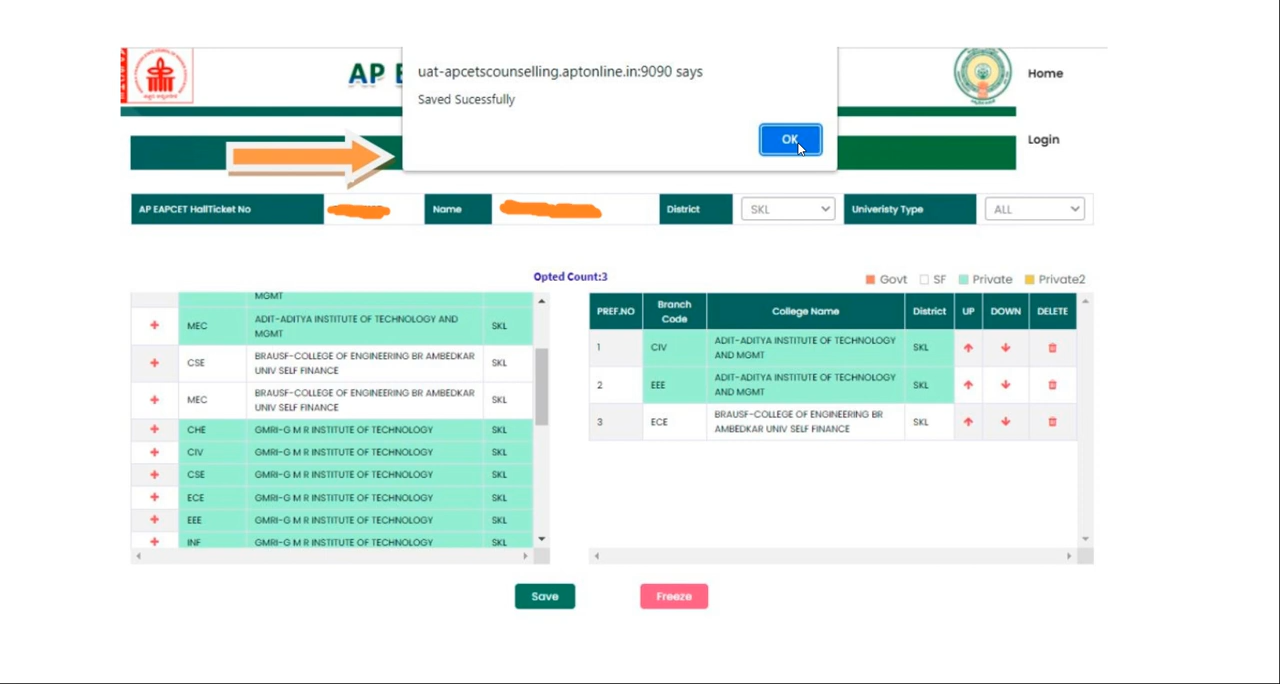 AP E
uat-apcetscounselling.aptonline.in:9090 says
Saved Sucessfully
OK
Home
Login
AP EAPCET HallTicket No
Name
District
SKL
Univeristy Type
ALL
Opted Count:3
Govt
SF
Private
Private2
MGMT
+ MEC ADIT-ADITYA INSTITUTE OF TECHNOLOGY AND
MGMT SKL
+ CSE BRAUSF-COLLEGE OF ENGINEERING BR AMBEDKAR
UNIV SELF FINANCE SKL
+ MEC BRAUSF-COLLEGE OF ENGINEERING BR AMBEDKAR
UNIV SELF FINANCE SKL
+ CHE GMRI-G M R INSTITUTE OF TECHNOLOGY SKL
+ CIV GMRI-G M R INSTITUTE OF TECHNOLOGY SKL
+ CSE GMRI-G M R INSTITUTE OF TECHNOLOGY SKL
+ ECE GMRI-G M R INSTITUTE OF TECHNOLOGY SKL
+ EEE GMRI-G M R INSTITUTE OF TECHNOLOGY SKL
+ INF GMRI-G M R INSTITUTE OF TECHNOLOGY SKL
PREF.NO Branch
Code College Name District UP DOWN DELETE
1 CIV ADIT-ADITYA INSTITUTE OF TECHNOLOGY
AND MGMT SKL
2 EEE ADIT-ADITYA INSTITUTE OF TECHNOLOGY
AND MGMT SKL
3 ECE BRAUSF-COLLEGE OF ENGINEERING BR
AMBEDKAR UNIV SELF FINANCE SKL
Save
Freeze